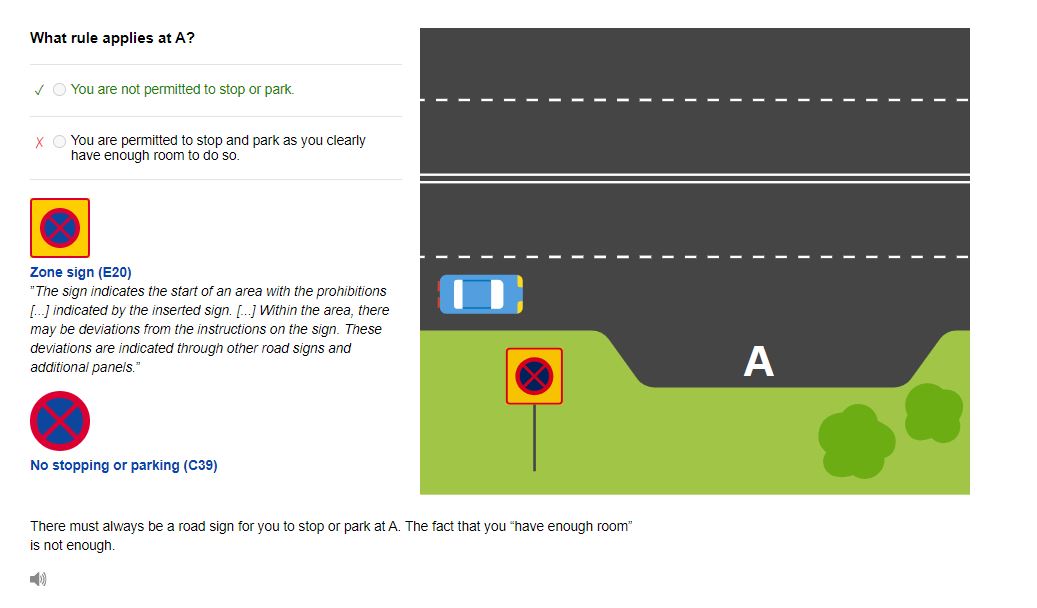 What rule applies at A?
✓ You are not permitted to stop or park.
X You are permitted to stop and park as you clearly
have enough room to do so.
Zone sign (E20)
"The sign indicates the start of an area with the prohibitions
[...] indicated by the inserted sign. [...] Within the area, there
may be deviations from the instructions on the sign. These
deviations are indicated through other road signs and
additional panels."
No stopping or parking (C39)
A
There must always be a road sign for you to stop or park at A. The fact that you “have enough room”
is not enough.